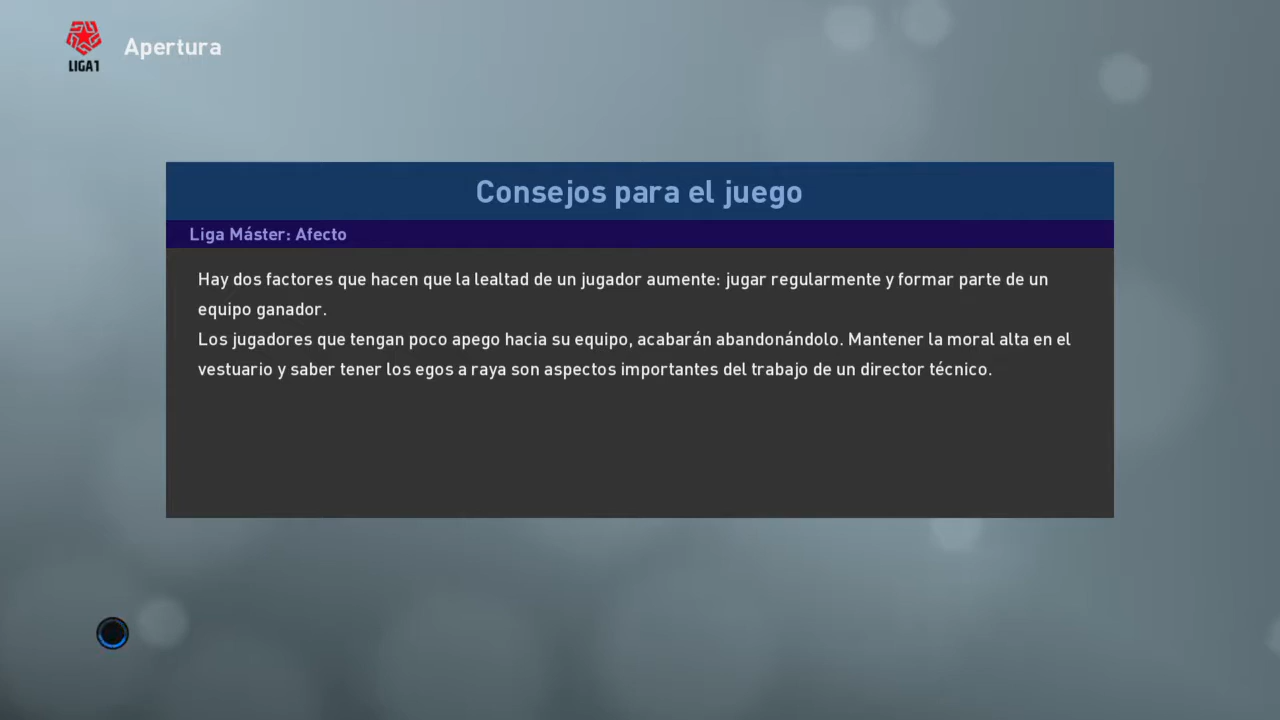 LIGA1
Apertura
Consejos para el juego
Liga Máster: Afecto
Hay dos factores que hacen que la lealtad de un jugador aumente: jugar regularmente y formar parte de un
equipo ganador.
Los jugadores que tengan poco apego hacia su equipo, acabarán abandonándolo. Mantener la moral alta en el
vestuario y saber tener los egos a raya son aspectos importantes del trabajo de un director técnico.